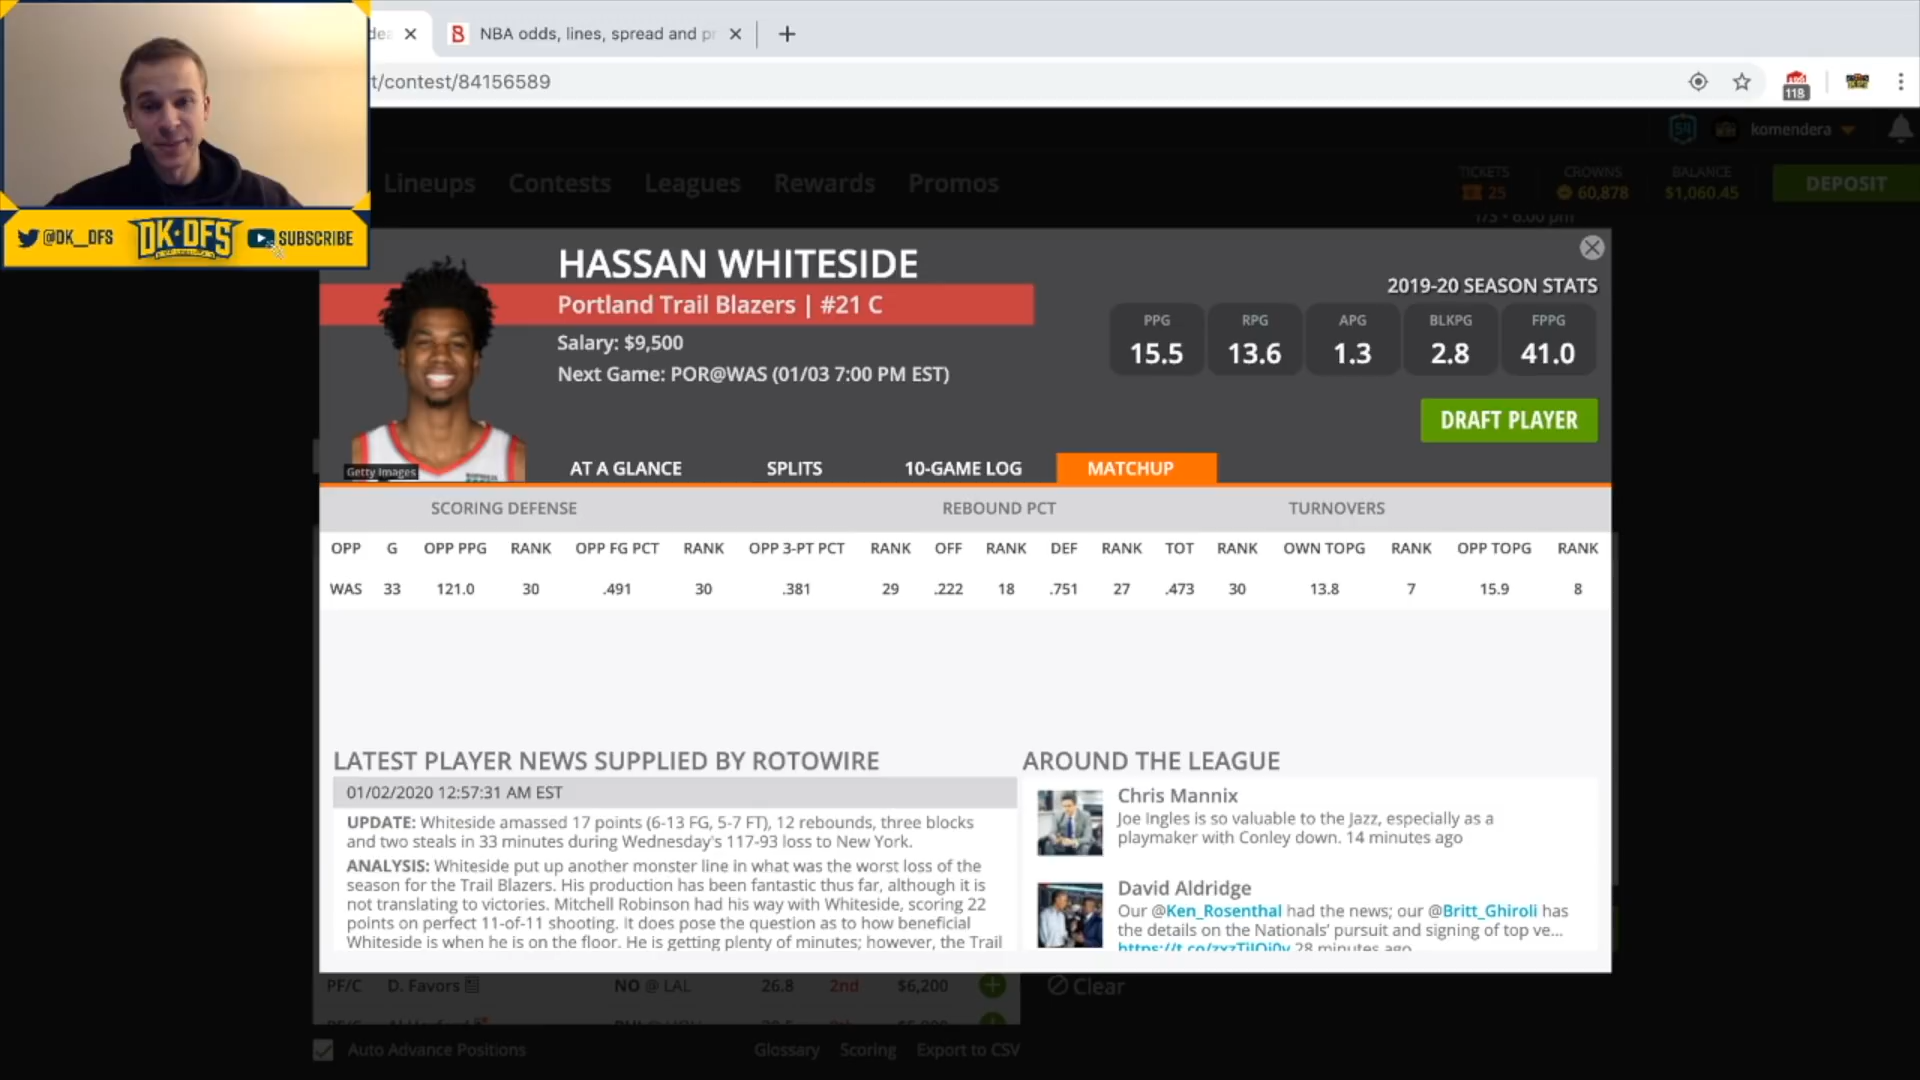 NBA odds, lines, spread and pr
t/contest/84156589
118
54
komendera
Lineups
Contests
Leagues
Rewards
Promos
TICKETS
25
CROWNS
60,878
BALANCE
$1,060.45
DEPOSIT
@DK__DFS
DK·DFS
SUBSCRIBE
HASSAN WHITESIDE
Portland Trail Blazers | #21 C
Salary: $9,500
Next Game: POR@WAS (01/03 7:00 PM EST)
Getty Images
2019-20 SEASON STATS
PPG RPG APG BLKPG FPPG
15.5 13.6 1.3 2.8 41.0
DRAFT PLAYER
AT A GLANCE SPLITS 10-GAME LOG MATCHUP
SCORING DEFENSE REBOUND PCT TURNOVERS
OPP G OPP PPG RANK OPP FG PCT RANK OPP 3-PT PCT RANK OFF RANK DEF RANK TOT RANK OWN TOPG RANK OPP TOPG RANK
WAS 33 121.0 30 .491 30 .381 29 .222 18 .751 27 .473 30 13.8 7 15.9 8
LATEST PLAYER NEWS SUPPLIED BY ROTOWIRE
01/02/2020 12:57:31 AM EST
UPDATE: Whiteside amassed 17 points (6-13 FG, 5-7 FT), 12 rebounds, three blocks
and two steals in 33 minutes during Wednesday's 117-93 loss to New York.
ANALYSIS: Whiteside put up another monster line in what was the worst loss of the
season for the Trail Blazers. His production has been fantastic thus far, although it is
not translating to victories. Mitchell Robinson had his way with Whiteside, scoring 22
points on perfect 11-of-11 shooting. It does pose the question as to how beneficial
Whiteside is when he is on the floor. He is getting plenty of minutes; however, the Trail
AROUND THE LEAGUE
Chris Mannix
Joe Ingles is so valuable to the Jazz, especially as a
playmaker with Conley down. 14 minutes ago
David Aldridge
Our @Ken_Rosenthal had the news; our @Britt_Ghiroli has
the details on the Nationals' pursuit and signing of top ve...
28 minutes ago
PF/C D. Favors NO @ LAL 26.8 2nd $6,200
Clear
Auto Advance Positions
Glossary Scoring Export to CSV